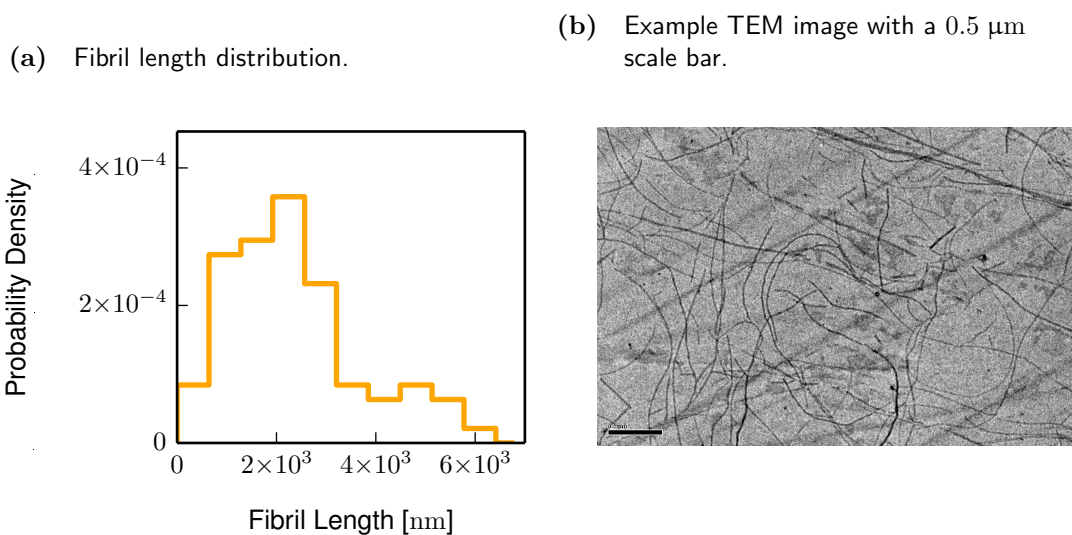 (a) Fibril length distribution.
(b) Example TEM image with a 0.5 µm
scale bar.
4×10⁻⁴
2×10⁻⁴
0
Probability Density
0 2×10³ 4×10³ 6×10³
Fibril Length [nm]